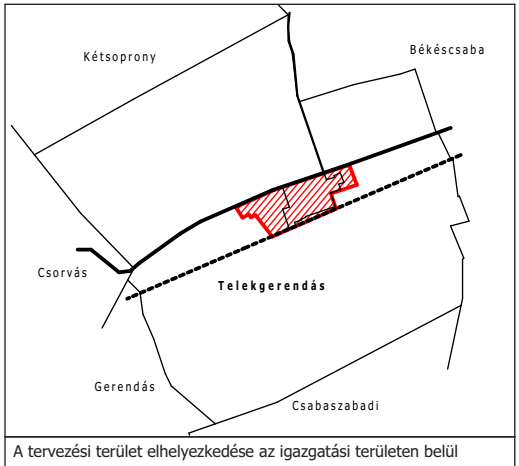 Kétsoprony
Békéscsaba
Csorvás
Telekgerendás
Gerendás
Csabaszabadi
A tervezési terület elhelyezkedése az igazgatási területen belül